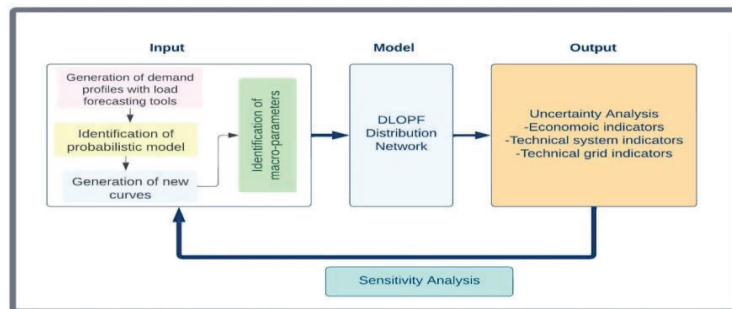 Input
Model
Output
Generation of demand
profiles with load
forecasting tools
Identification of
probabilistic model
Generation of new
curves
Identification of
macro-parameters
DLOPF
Distribution
Network
Uncertainty Analysis
-Economoic indicators
-Technical system indicators
-Technical grid indicators
Sensitivity Analysis